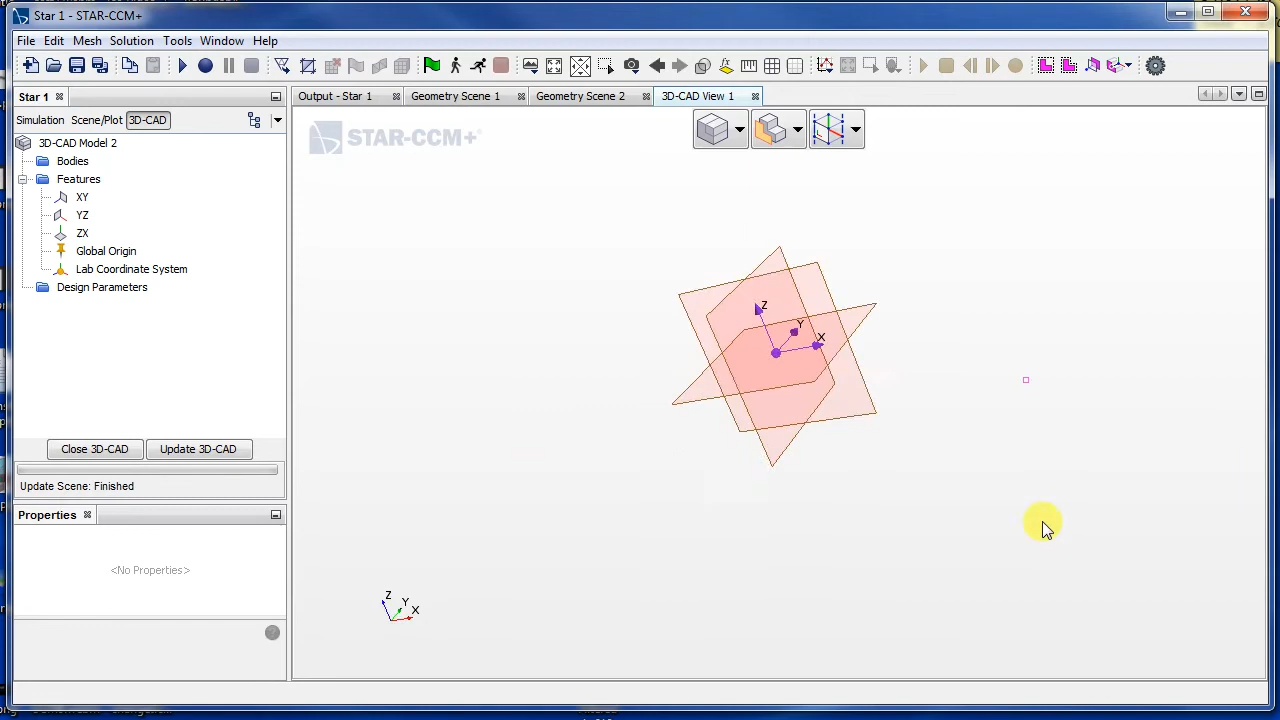 Star 1 - STAR-CCM+
File Edit Mesh Solution Tools Window Help
Star 1
Output - Star 1 Geometry Scene 1 Geometry Scene 2 3D-CAD View 1
Simulation Scene/Plot 3D-CAD
STAR-CCM+
3D-CAD Model 2
Bodies
Features
XY
YZ
ZX
Global Origin
Lab Coordinate System
Design Parameters
Z
Y
X
Close 3D-CAD Update 3D-CAD
Update Scene: Finished
Properties
<No Properties>
Z
Y
X